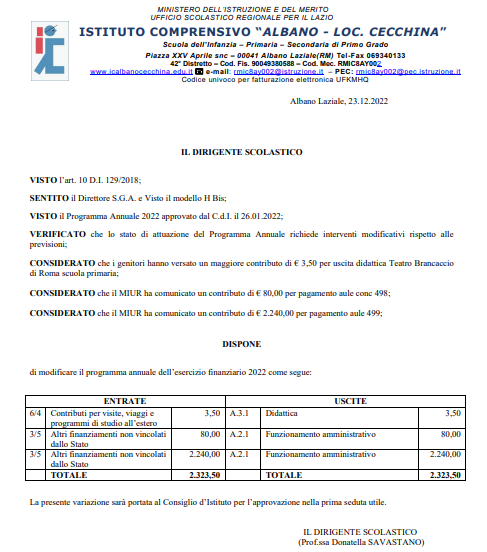 MINISTERO DELL'ISTRUZIONE E DEL MERITO
UFFICIO SCOLASTICO REGIONALE PER IL LAZIO
ISTITUTO COMPRENSIVO "ALBANO - LOC. CECCHINA"
Scuola dell'Infanzia – Primaria – Secondaria di Primo Grado
Piazza XXV Aprile snc – 00041 Albano Laziale(RM) Tel-Fax 069340133
42° Distretto – Cod. Fis. 90049380588 – Cod. Mec. RMIC8AY002
www.icalbanocecchina.edu.it e-mail: rmic8ay002@istruzione.it – PEC: rmic8ay002@pec.istruzione.it
Codice univoco per fatturazione elettronica UFKMHQ
Albano Laziale, 23.12.2022
IL DIRIGENTE SCOLASTICO
VISTO l'art. 10 D.I. 129/2018;
SENTITO il Direttore S.G.A. e Visto il modello H Bis;
VISTO il Programma Annuale 2022 approvato dal C.d.I. il 26.01.2022;
VERIFICATO che lo stato di attuazione del Programma Annuale richiede interventi modificativi rispetto alle
previsioni;
CONSIDERATO che i genitori hanno versato un maggiore contributo di € 3,50 per uscita didattica Teatro Brancaccio
di Roma scuola primaria;
CONSIDERATO che il MIUR ha comunicato un contributo di € 80,00 per pagamento aule conc 498;
CONSIDERATO che il MIUR ha comunicato un contributo di € 2.240,00 per pagamento aule 499;
DISPONE
di modificare il programma annuale dell'esercizio finanziario 2022 come segue:
ENTRATE USCITE
6/4 Contributi per visite, viaggi e 3,50 A.3.1 Didattica 3,50
programmi di studio all'estero
3/5 Altri finanziamenti non vincolati 80,00 A.2.1 Funzionamento amministrativo 80,00
dallo Stato
3/5 Altri finanziamenti non vincolati 2.240,00 A.2.1 Funzionamento amministrativo 2.240,00
dallo Stato
TOTALE 2.323,50 TOTALE 2.323,50
La presente variazione sarà portata al Consiglio d'Istituto per l'approvazione nella prima seduta utile.
IL DIRIGENTE SCOLASTICO
(Prof.ssa Donatella SAVASTANO)